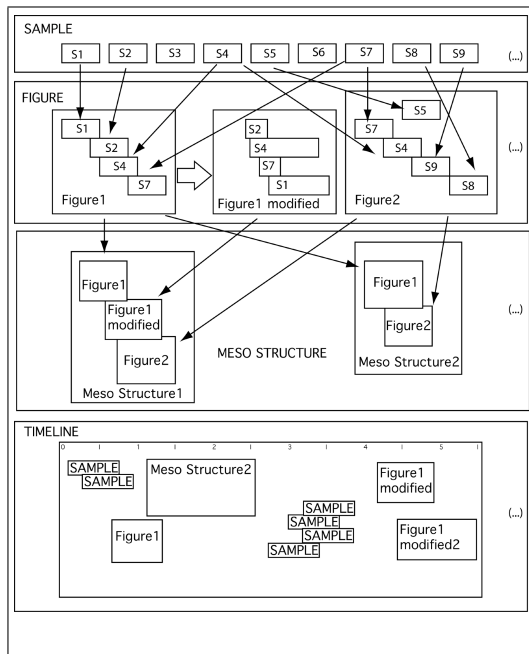 SAMPLE
S1 S2 S3 S4 S5 S6 S7 S8 S9 (...)
FIGURE
S1
S2
S4
S7
Figure1
S2
S4
S7
S1
Figure1 modified
S5
S7
S4
S9
S8
Figure2
(...)
Figure1
Figure1
modified
Figure2
Meso Structure1
MESO STRUCTURE
Figure1
Figure2
Meso Structure2
(...)
TIMELINE
0 1 2 3 4 5
SAMPLE
SAMPLE
Meso Structure2
Figure1
modified
SAMPLE
SAMPLE
SAMPLE
SAMPLE
Figure1
Figure1
modified2
(...)